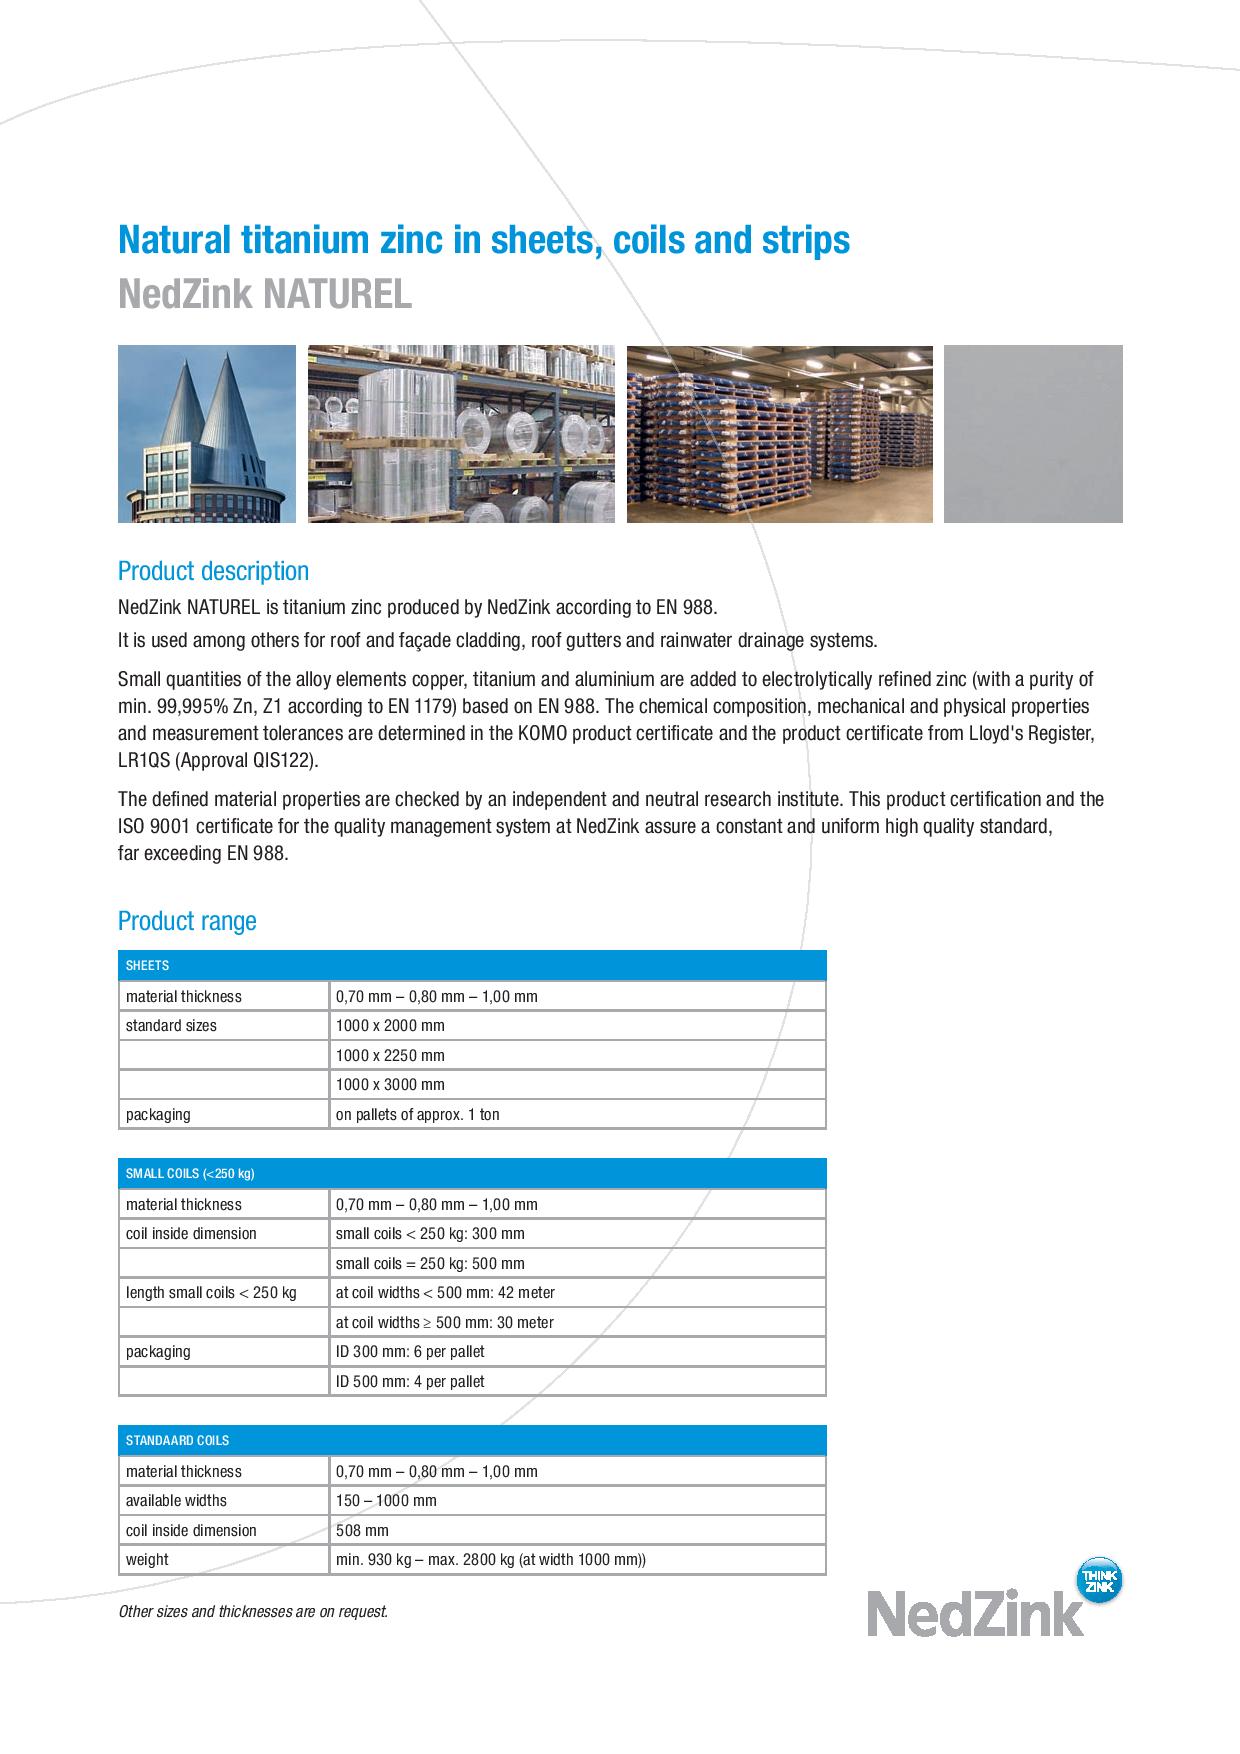 Natural titanium zinc in sheets, coils and strips
NedZink NATUREL
Product description
NedZink NATUREL is titanium zinc produced by NedZink according to EN 988.
It is used among others for roof and façade cladding, roof gutters and rainwater drainage systems.
Small quantities of the alloy elements copper, titanium and aluminium are added to electrolytically refined zinc (with a purity of
min. 99,995% Zn, Z1 according to EN 1179) based on EN 988. The chemical composition, mechanical and physical properties
and measurement tolerances are determined in the KOMO product certificate and the product certificate from Lloyd's Register,
LR1QS (Approval QIS122).
The defined material properties are checked by an independent and neutral research institute. This product certification and the
ISO 9001 certificate for the quality management system at NedZink assure a constant and uniform high quality standard,
far exceeding EN 988.
Product range
SHEETS
material thickness 0,70 mm – 0,80 mm – 1,00 mm
standard sizes 1000 x 2000 mm
1000 x 2250 mm
1000 x 3000 mm
packaging on pallets of approx. 1 ton
SMALL COILS (<250 kg)
material thickness 0,70 mm – 0,80 mm – 1,00 mm
coil inside dimension small coils < 250 kg: 300 mm
small coils = 250 kg: 500 mm
length small coils < 250 kg at coil widths < 500 mm: 42 meter
at coil widths ≥ 500 mm: 30 meter
packaging ID 300 mm: 6 per pallet
ID 500 mm: 4 per pallet
STANDAARD COILS
material thickness 0,70 mm – 0,80 mm – 1,00 mm
available widths 150 – 1000 mm
coil inside dimension 508 mm
weight min. 930 kg – max. 2800 kg (at width 1000 mm))
Other sizes and thicknesses are on request.
THINK
ZINK
NedZink